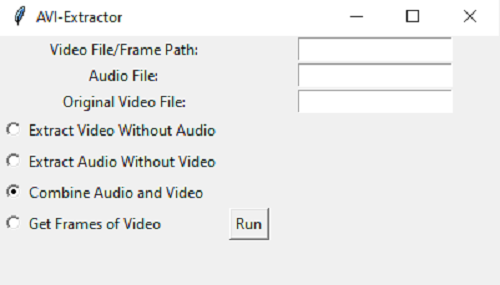 AVI-Extractor
Video File/Frame Path:
Audio File:
Original Video File:
Extract Video Without Audio
Extract Audio Without Video
Combine Audio and Video
Get Frames of Video Run